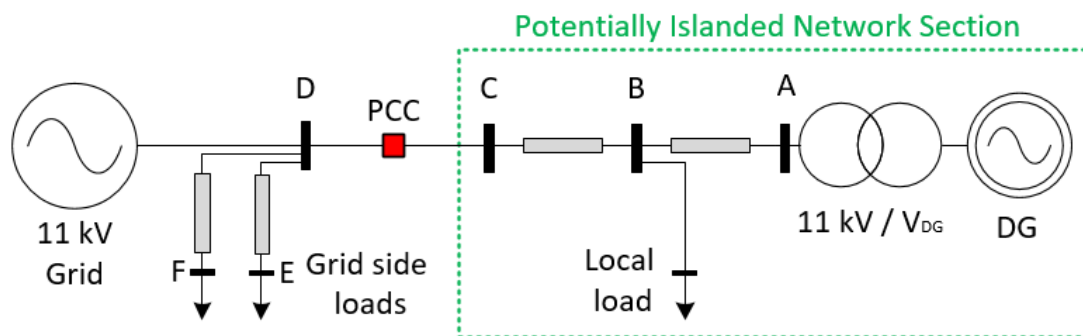 Potentially Islanded Network Section
D
PCC
C
B
A
11 kV
Grid
F
E
Grid side
loads
Local
load
11 kV / VDG
DG